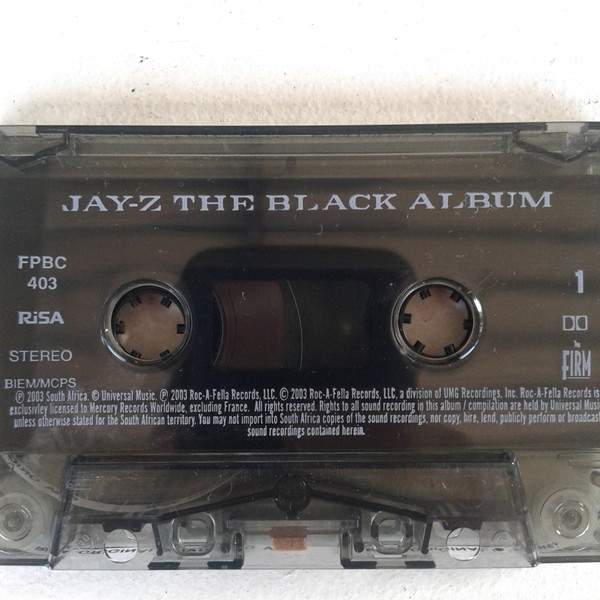 JAY-Z THE BLACK ALBUM
FPBC
403
RiSA
STEREO
BIEM/MCPS
1
The
FIRM
℗ 2003 South Africa. © Universal Music. ℗ 2003 Roc-A-Fella Records, LLC. © 2003 Roc-A-Fella Records, LLC, a division of UMG Recordings, Inc. Roc-A-Fella Records is
exclusivley licensed to Mercury Records Worldwide, excluding France. All rights reserved. Rights to all sound recording in this album / compilation are held by Universal Music
unless otherwise stated for the South African territory. You may not import into South Africa copies of the sound recordings, nor copy, hire, lend, publicly perform or broadcast
sound recordings contained herein.